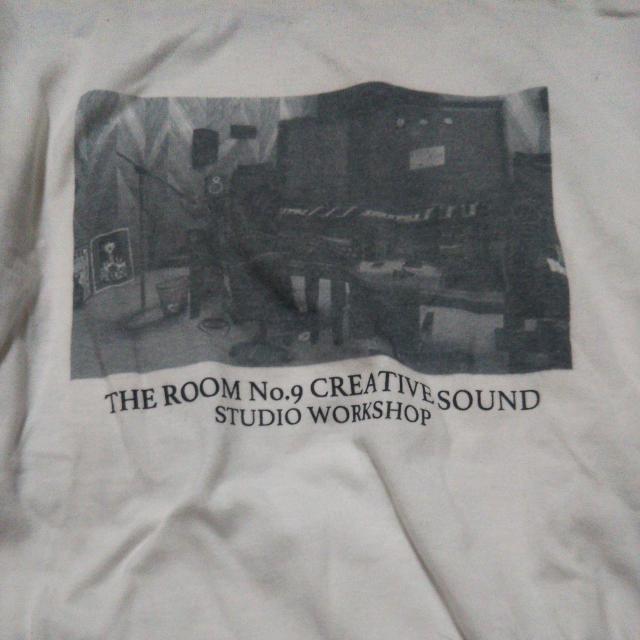 THE ROOM No.9 CREATIVE SOUND
STUDIO WORKSHOP